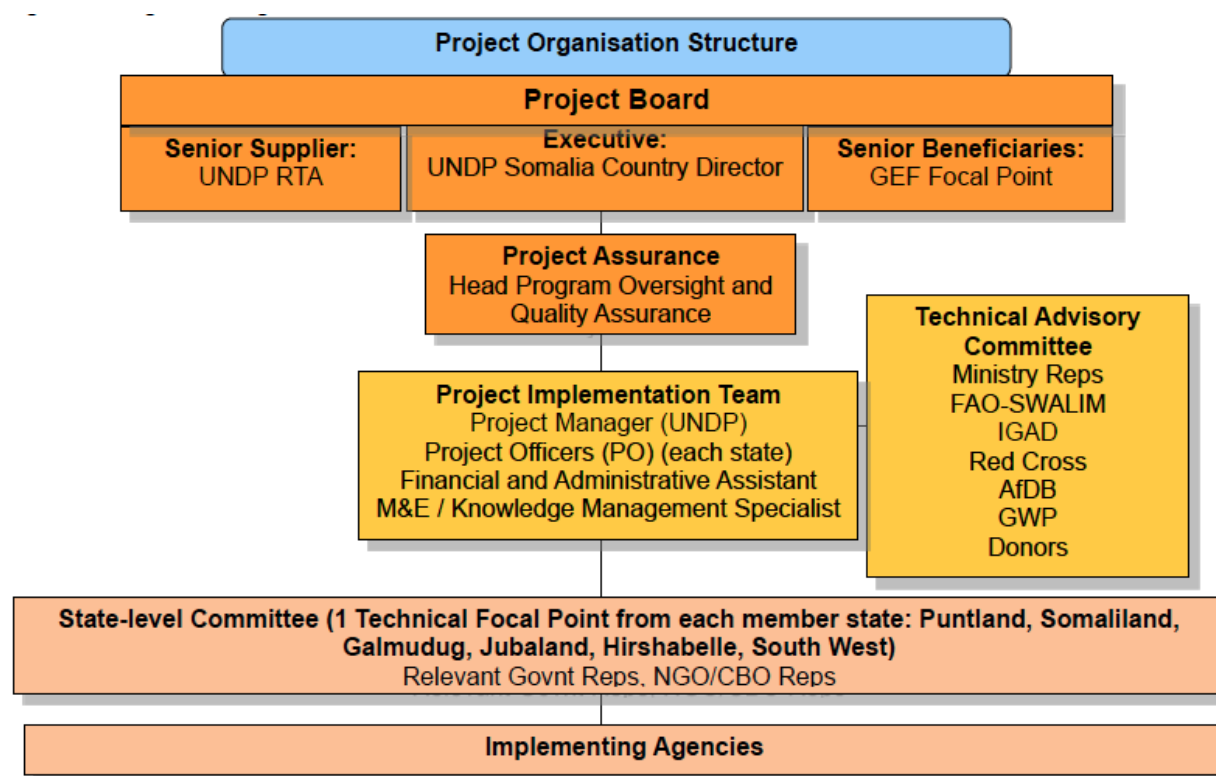 Project Organisation Structure
Project Board
Senior Supplier:
UNDP RTA
Executive:
UNDP Somalia Country Director
Senior Beneficiaries:
GEF Focal Point
Project Assurance
Head Program Oversight and
Quality Assurance
Technical Advisory
Committee
Ministry Reps
FAO-SWALIM
IGAD
Red Cross
AfDB
GWP
Donors
Project Implementation Team
Project Manager (UNDP)
Project Officers (PO) (each state)
Financial and Administrative Assistant
M&E / Knowledge Management Specialist
State-level Committee (1 Technical Focal Point from each member state: Puntland, Somaliland,
Galmudug, Jubaland, Hirshabelle, South West)
Relevant Govnt Reps, NGO/CBO Reps
Implementing Agencies